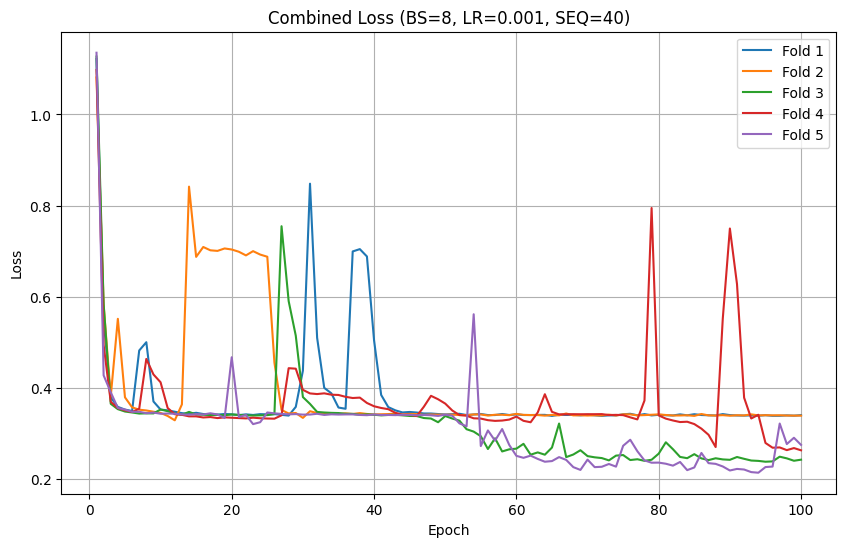 Combined Loss (BS=8, LR=0.001, SEQ=40)
Fold 1
Fold 2
Fold 3
Fold 4
Fold 5
1.0
0.8
0.6
0.4
0.2
Loss
0 20 40 60 80 100
Epoch